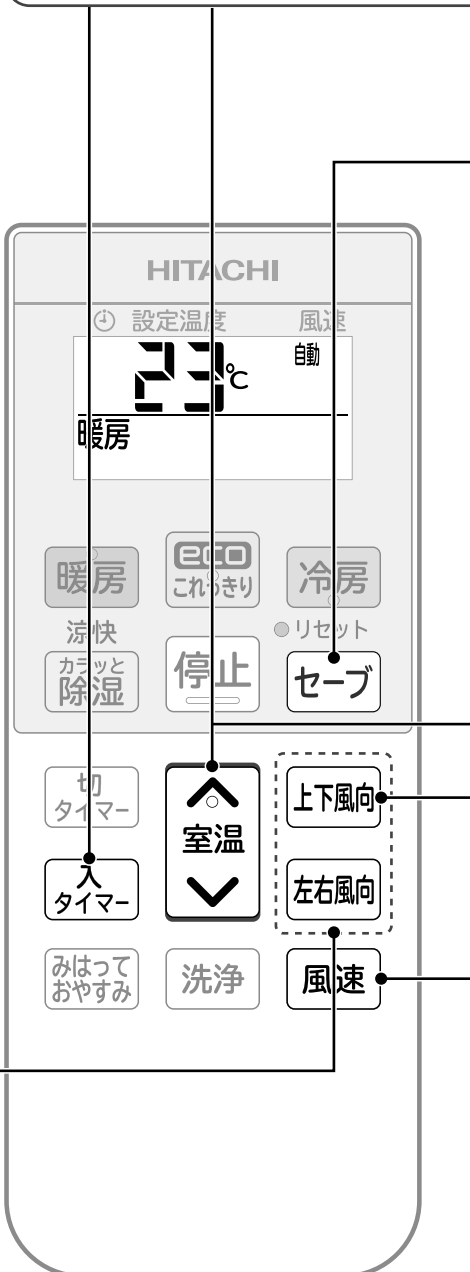 HITACHI
設定温度 風速
23℃ 自動
暖房
暖房
eco
これっきり
冷房
涼快
カラッと
除湿
停止
リセット
セーブ
切
タイマー
室温
上下風向
入
タイマー
左右風向
みはって
おやすみ
洗浄
風速